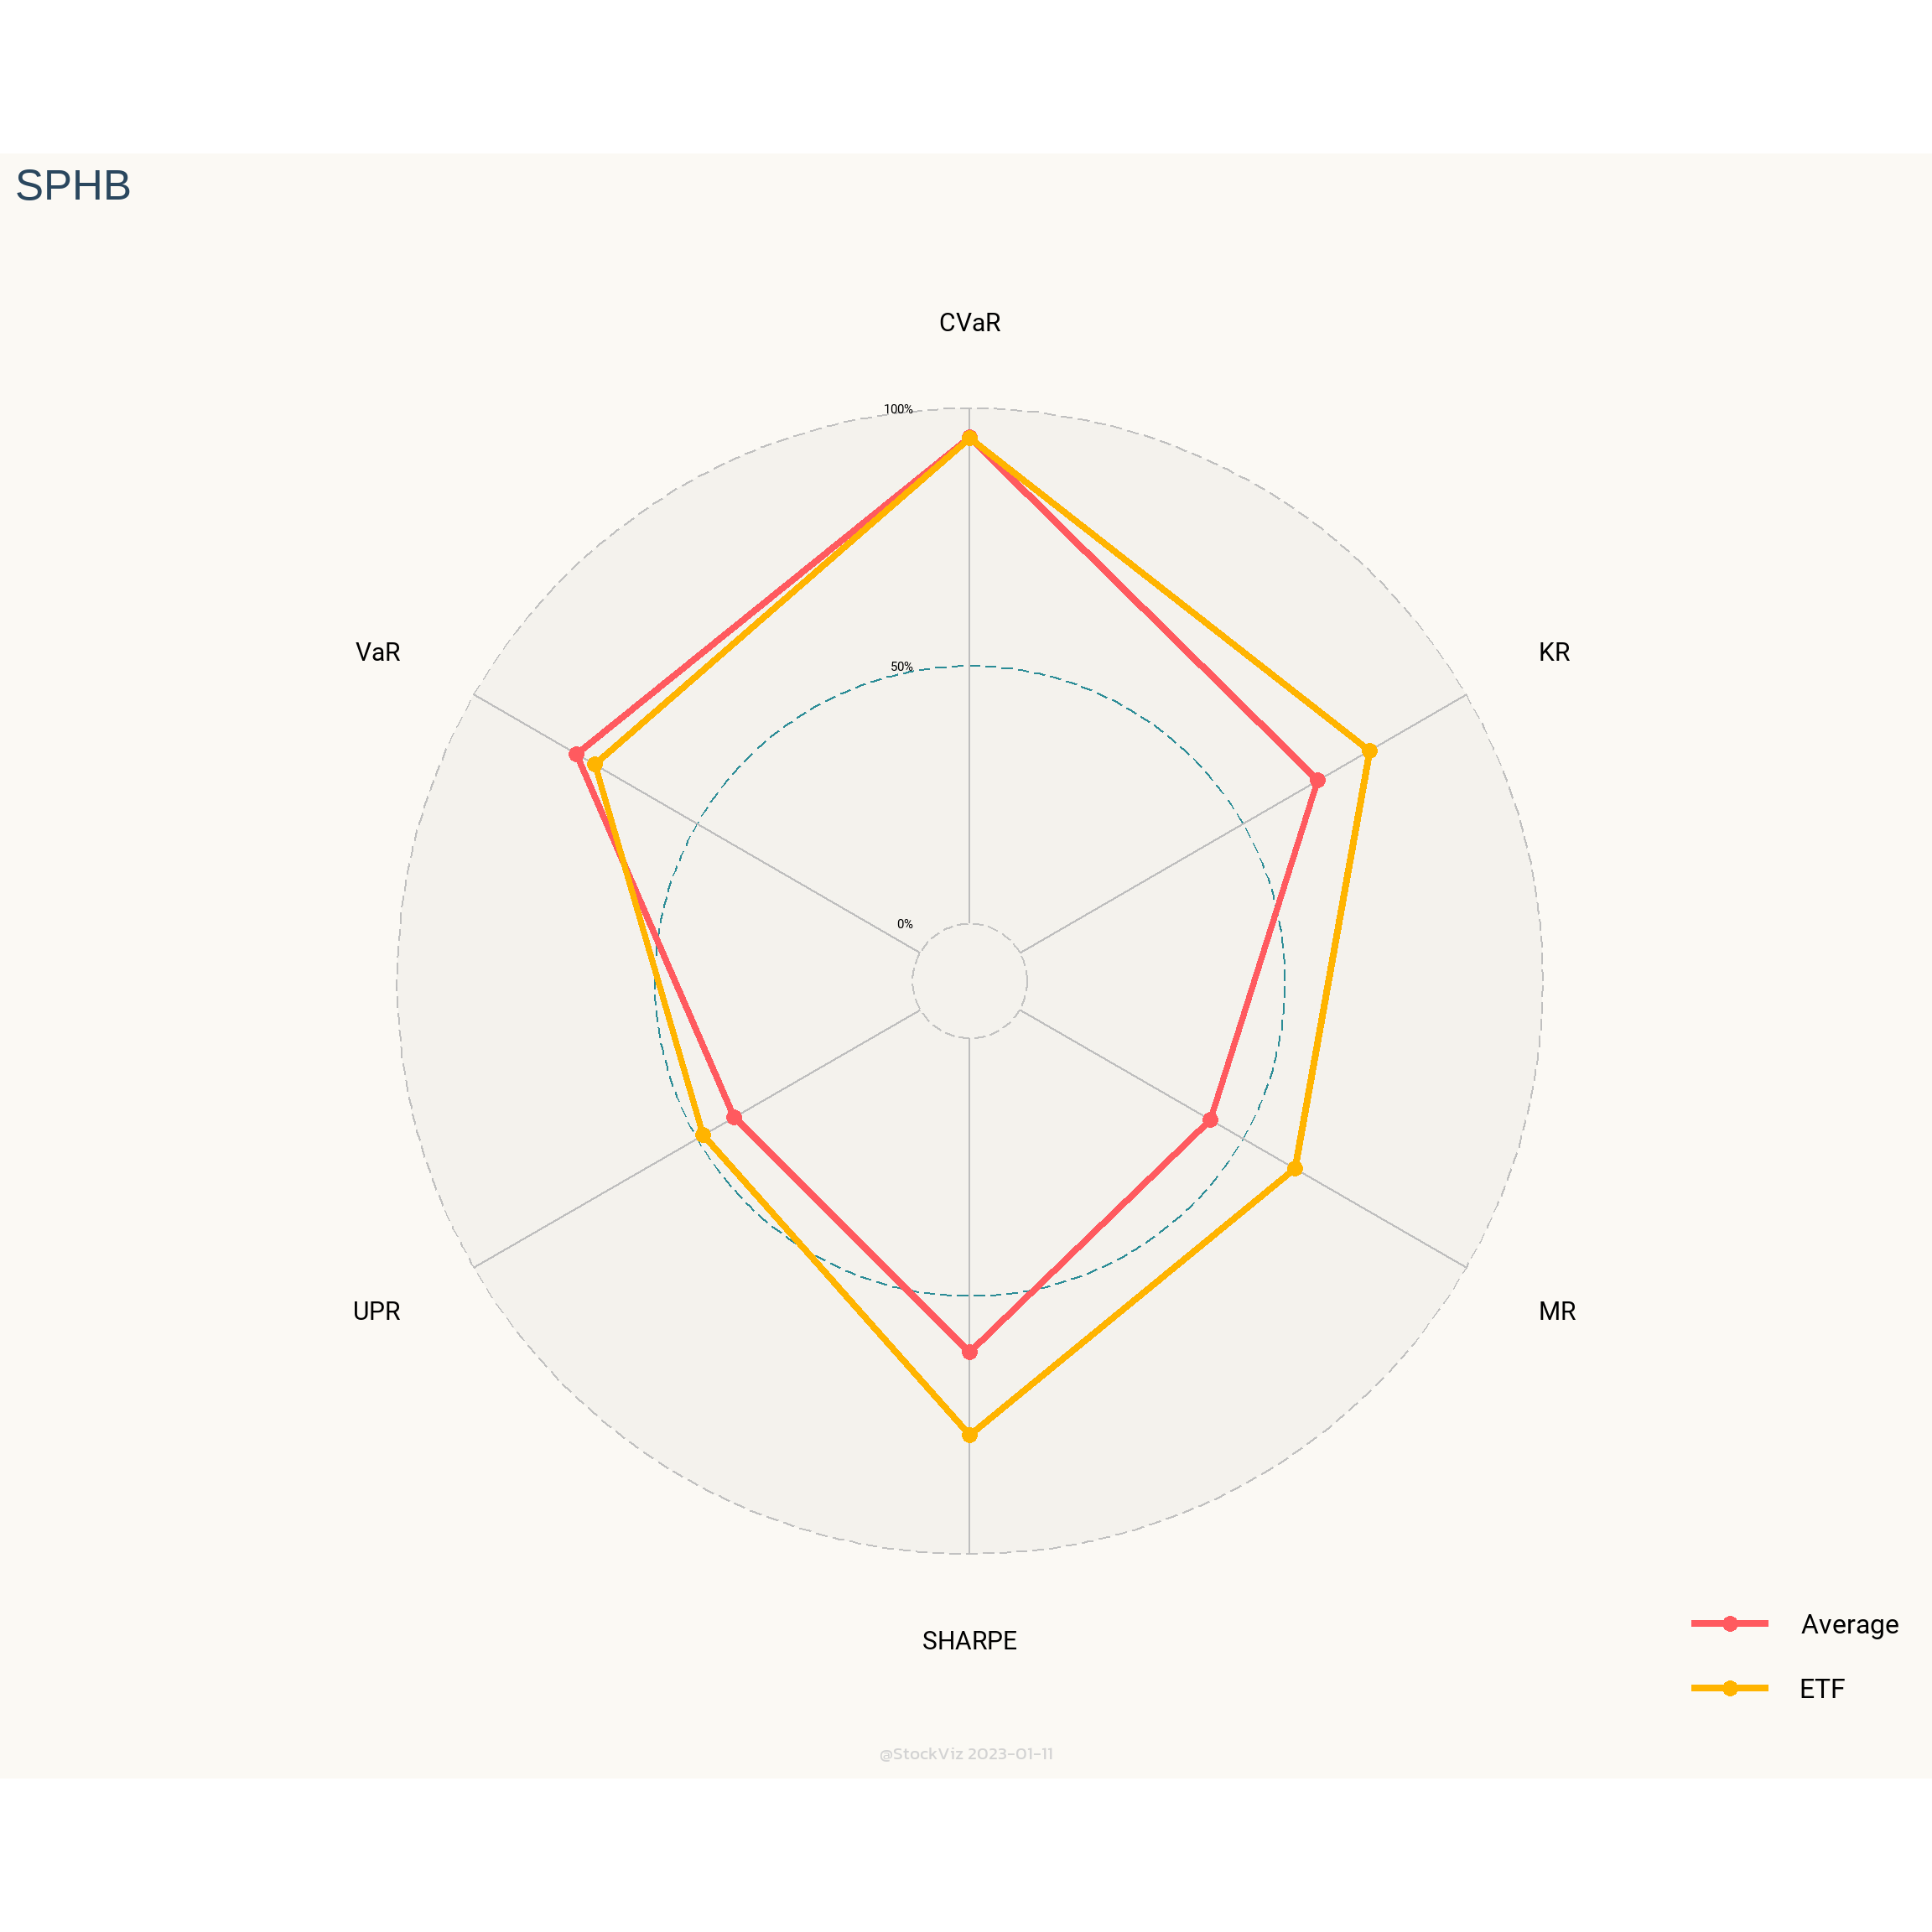 SPHB
CVaR
100%
VaR
KR
50%
0%
UPR
MR
SHARPE
Average
ETF
@StockViz 2023-01-11